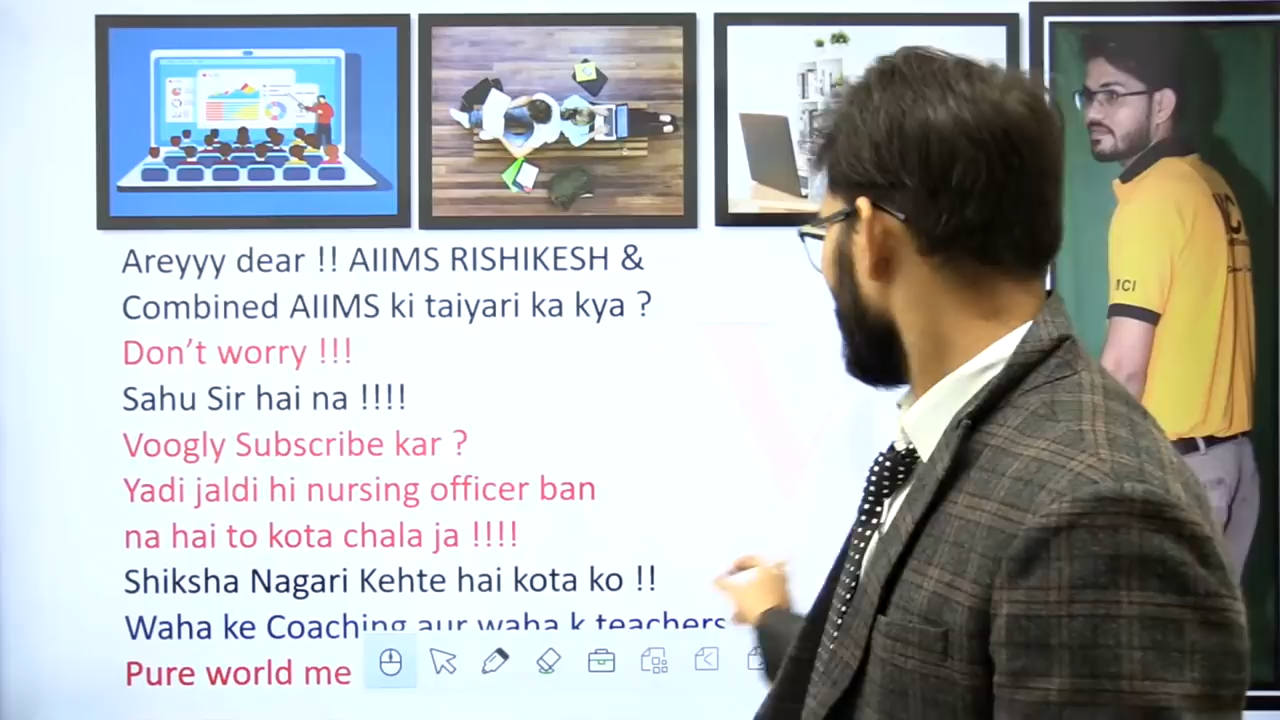 Areyyy dear !! AIIMS RISHIKESH &
Combined AIIMS ki taiyari ka kya ?
Don’t worry !!!
Sahu Sir hai na !!!!
Voogly Subscribe kar ?
Yadi jaldi hi nursing officer ban
na hai to kota chala ja !!!!
Shiksha Nagari Kehte hai kota ko !!
Waha ke Coaching aur waha k teachers
Pure world me
NCI